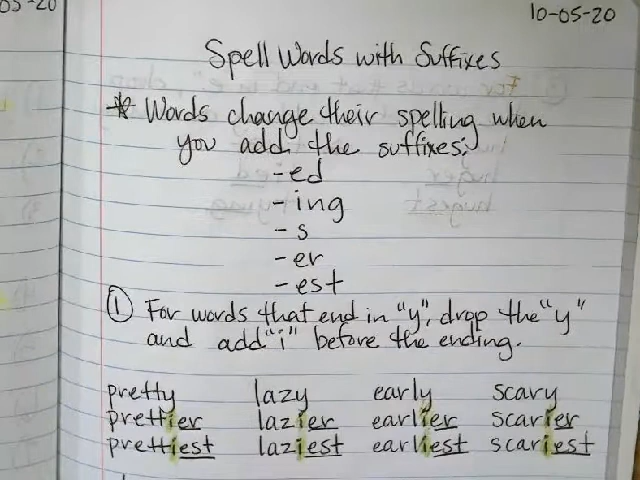 05-20
10-05-20
Spell Words with Suffixes
* Words change their spelling when
you add the suffixes:
-ed
-ing
-s
-er
-est
① For words that end in "y", drop the "y"
and add "i" before the ending.
pretty lazy early scary
prettier lazier earlier scarier
prettiest laziest earliest scariest